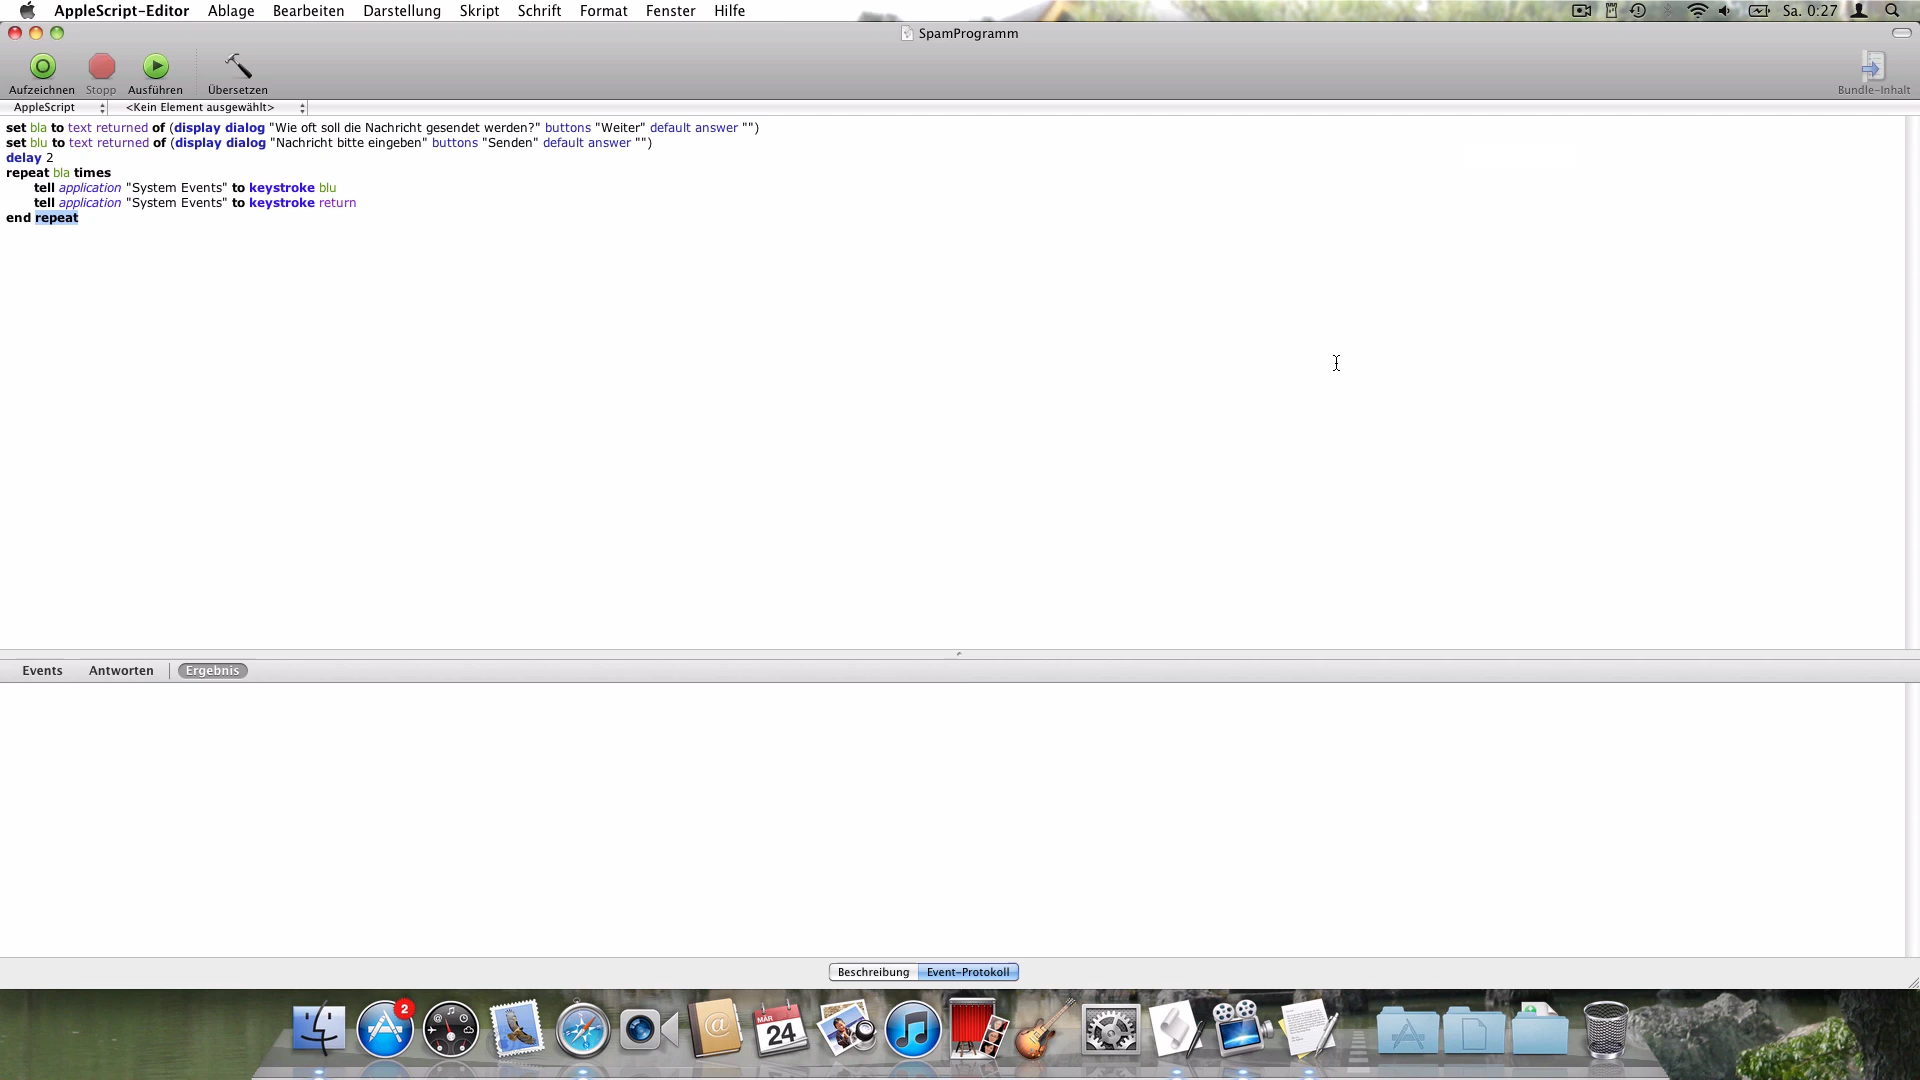 AppleScript-Editor Ablage Bearbeiten Darstellung Skript Schrift Format Fenster Hilfe Sa. 0:27
SpamProgramm
Aufzeichnen Stopp Ausführen Übersetzen Bundle-Inhalt
AppleScript <Kein Element ausgewählt>
set bla to text returned of (display dialog "Wie oft soll die Nachricht gesendet werden?" buttons "Weiter" default answer "")
set blu to text returned of (display dialog "Nachricht bitte eingeben" buttons "Senden" default answer "")
delay 2
repeat bla times
tell application "System Events" to keystroke blu
tell application "System Events" to keystroke return
end repeat
Events Antworten Ergebnis
Beschreibung Event-Protokoll
2
MÄR
24